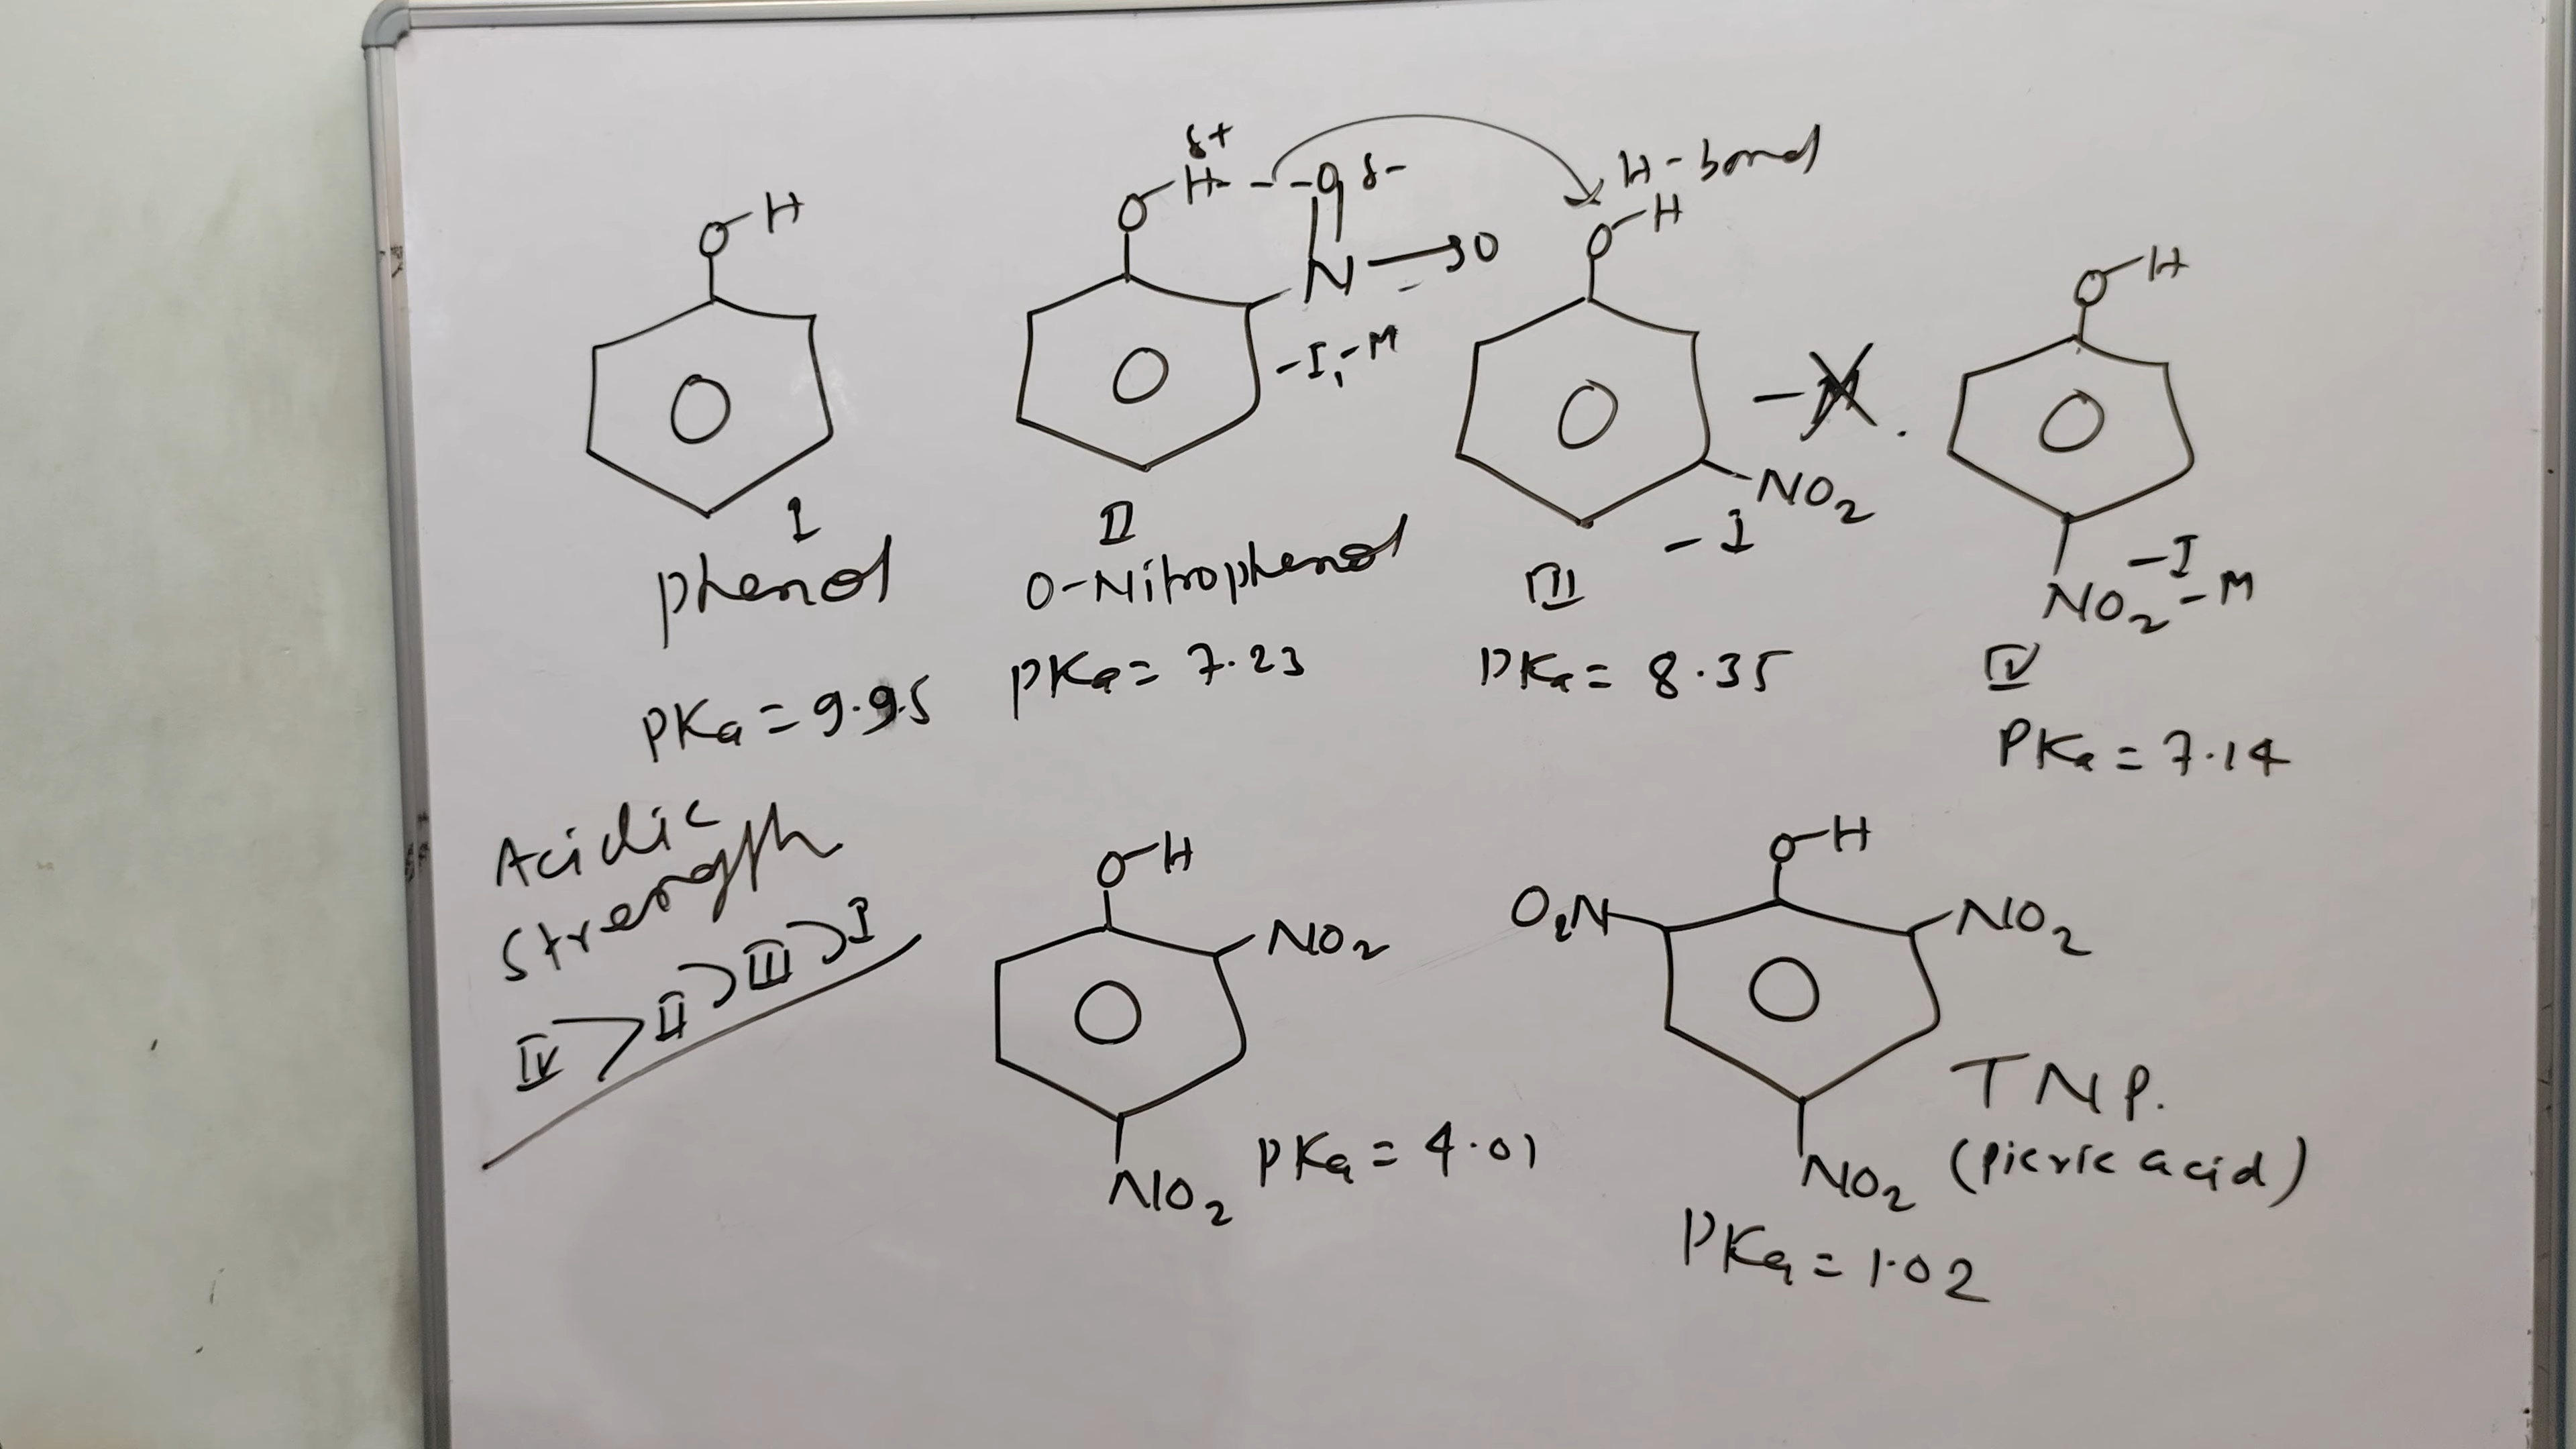 O-H
δ+
O-H---O δ-
N→O
-I, -M
H-bond
O-H
-M.
NO2
-I
O-H
-I
NO2 -M
I
phenol
PKa = 9.95
II
O-Nitrophenol
PKa = 7.23
III
PKa = 8.35
IV
PKa = 7.14
Acidic
Strength
IV > II > III > I
O-H
NO2
NO2
PKa = 4.01
O-H
O2N
NO2
NO2
TNP.
(Picric acid)
PKa = 1.02